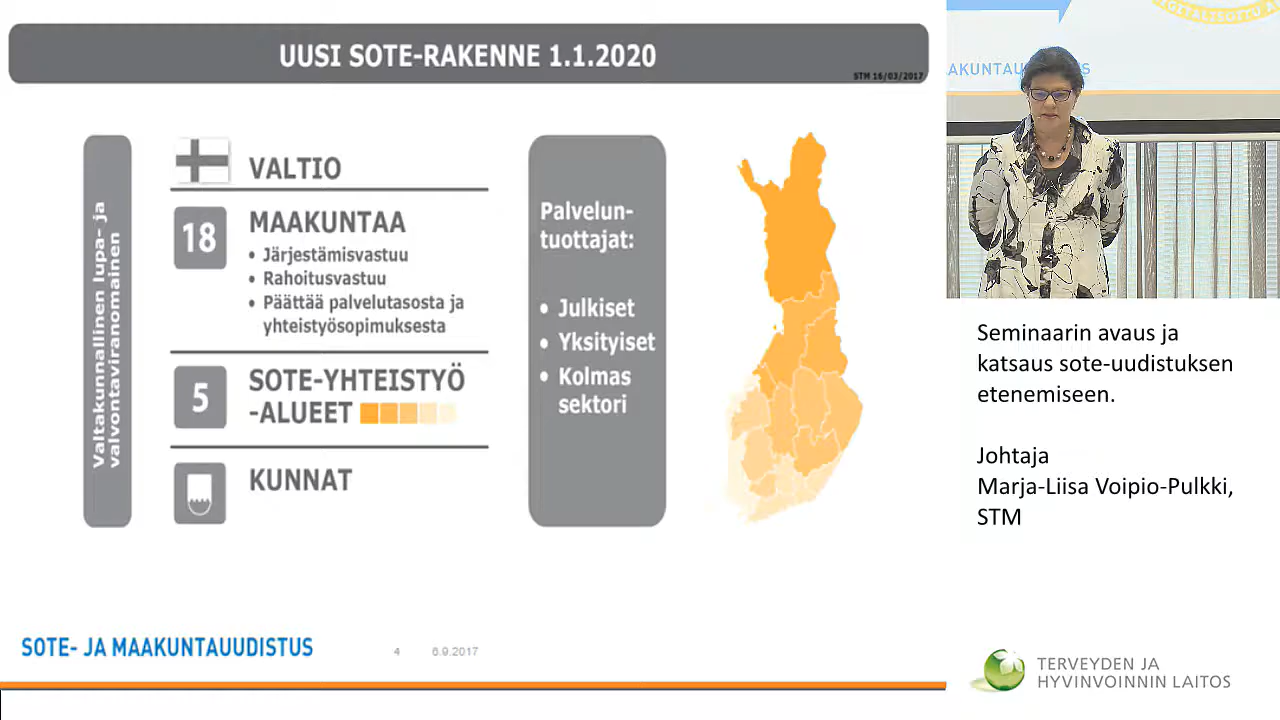 UUSI SOTE-RAKENNE 1.1.2020
STM 16/03/2017
Valtakunnallinen lupa- ja
valvontaviranomainen
VALTIO
18
MAAKUNTAA
• Järjestämisvastuu
• Rahoitusvastuu
• Päättää palvelutasosta ja
yhteistyösopimuksesta
5
SOTE-YHTEISTYÖ
-ALUEET
KUNNAT
Palvelun-
tuottajat:
• Julkiset
• Yksityiset
• Kolmas
sektori
SOTE- JA MAAKUNTAUUDISTUS
4
6.9.2017
Seminaarin avaus ja
katsaus sote-uudistuksen
etenemiseen.
Johtaja
Marja-Liisa Voipio-Pulkki,
STM
TERVEYDEN JA
HYVINVOINNIN LAITOS